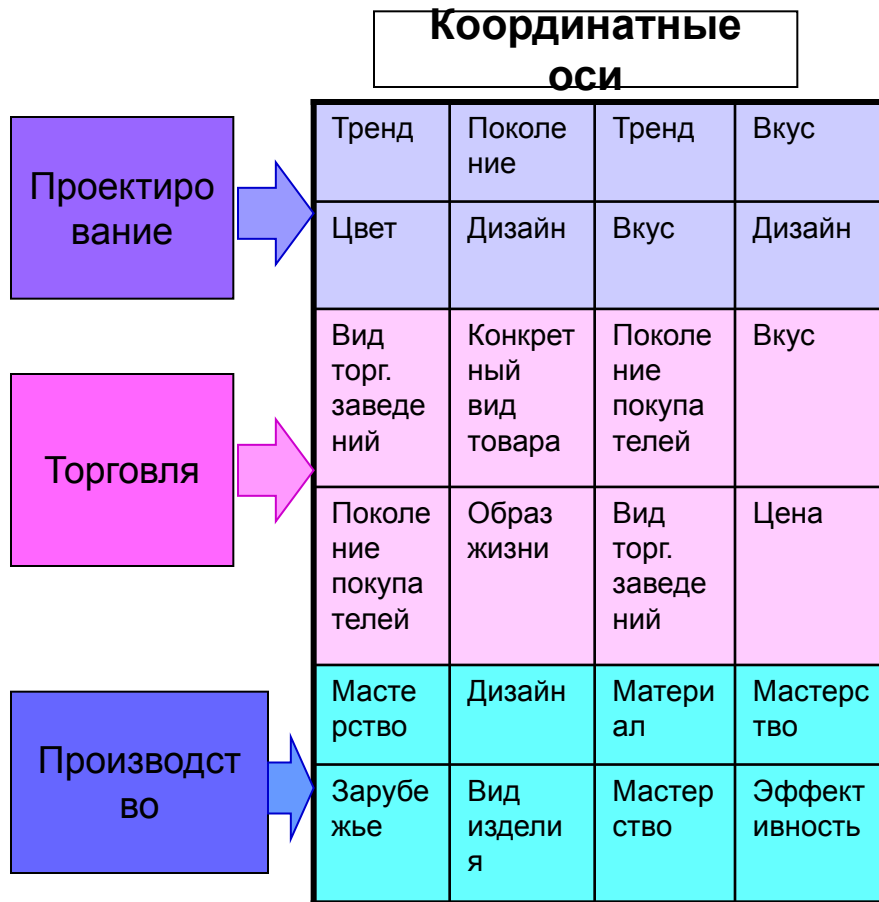 Координатные
оси
Проектиро
вание
Тренд
Поколе
ние
Тренд
Вкус
Цвет
Дизайн
Вкус
Дизайн
Торговля
Вид
торг.
заведе
ний
Конкрет
ный
вид
товара
Поколе
ние
покупа
телей
Вкус
Поколе
ние
покупа
телей
Образ
жизни
Вид
торг.
заведе
ний
Цена
Производст
во
Масте
рство
Дизайн
Матери
ал
Мастерс
тво
Зарубе
жье
Вид
издели
я
Мастер
ство
Эффект
ивность